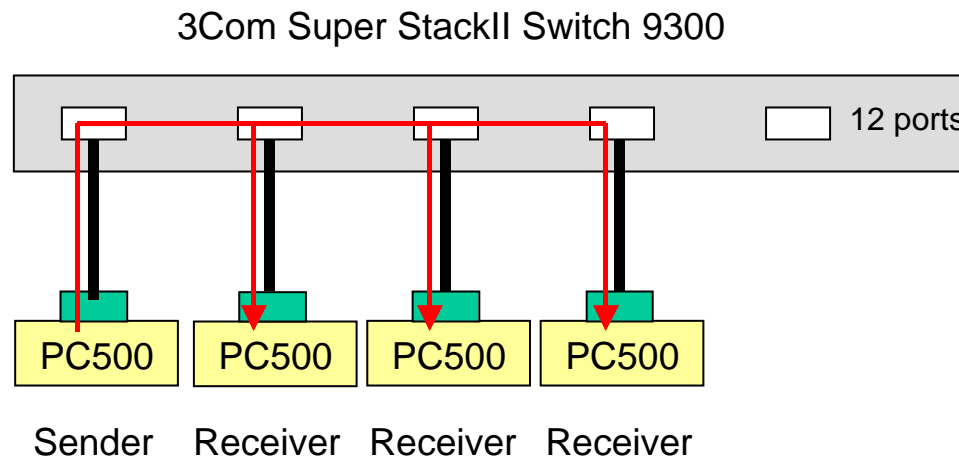 3Com Super StackII Switch 9300
12 ports
PC500 PC500 PC500 PC500
Sender Receiver Receiver Receiver